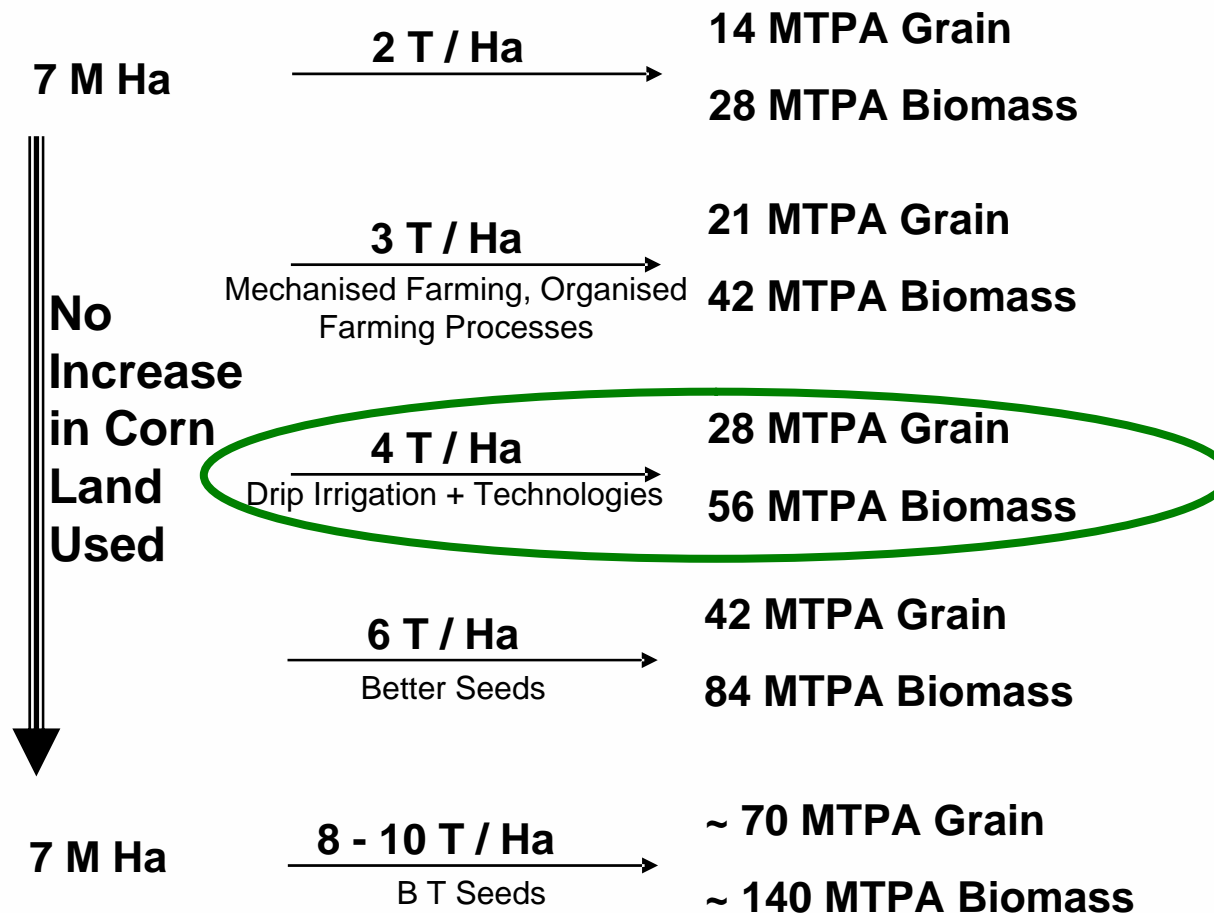 7 M Ha
2 T / Ha
14 MTPA Grain
28 MTPA Biomass
3 T / Ha
Mechanised Farming, Organised
Farming Processes
21 MTPA Grain
42 MTPA Biomass
No
Increase
in Corn
Land
Used
4 T / Ha
Drip Irrigation + Technologies
28 MTPA Grain
56 MTPA Biomass
6 T / Ha
Better Seeds
42 MTPA Grain
84 MTPA Biomass
7 M Ha
8 - 10 T / Ha
B T Seeds
~ 70 MTPA Grain
~ 140 MTPA Biomass